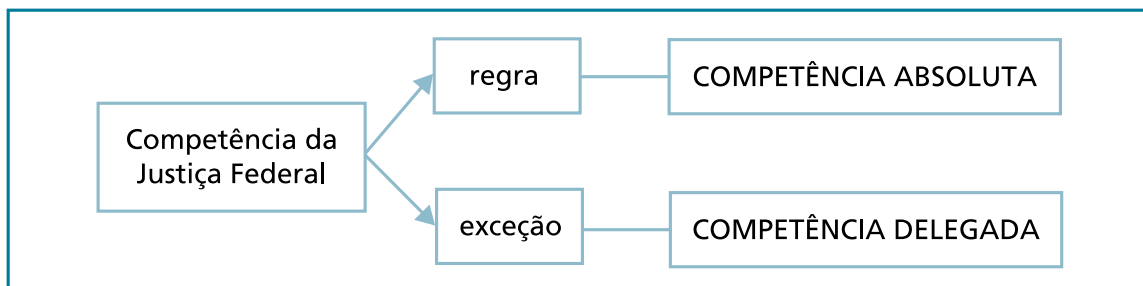 Competência da
Justiça Federal
regra
COMPETÊNCIA ABSOLUTA
exceção
COMPETÊNCIA DELEGADA